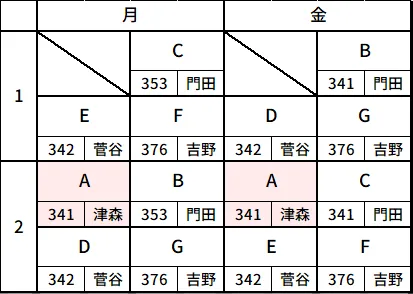 月 金
C B
353 門田 341 門田
1
E F D G
342 菅谷 376 吉野 342 菅谷 376 吉野
A B A C
341 津森 353 門田 341 津森 341 門田
2
D G E F
342 菅谷 376 吉野 342 菅谷 376 吉野